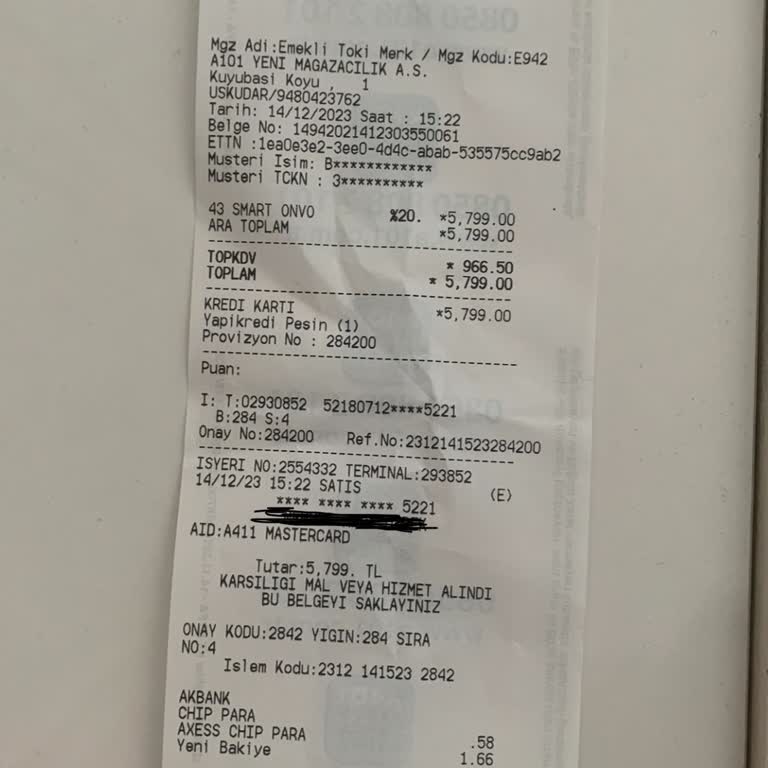 Mgz Adi:Emekli Toki Merk / Mgz Kodu:E942
A101 YENİ MAGAZACILIK A.S.
Kuyubasi Koyu , 1
USKUDAR/9480423762
Tarih: 14/12/2023 Saat : 15:22
Belge No: 14942021412303550061
ETTN :1ea0e3e2-3ee0-4d4c-abab-535575cc9ab2
Musteri Isim: B************
Musteri TCKN : 3**********
43 SMART ONVO %20. *5,799.00
ARA TOPLAM *5,799.00
TOPKDV * 966.50
TOPLAM * 5,799.00
KREDI KARTI *5,799.00
Yapikredi Pesin (1)
Provizyon No : 284200
Puan:
I: T:02930852 52180712****5221
B:284 S:4
Onay No:284200 Ref.No:2312141523284200
ISYERI NO:2554332 TERMINAL:293852
14/12/23 15:22 SATIS (E)
**** **** **** 5221
AID:A411 MASTERCARD
Tutar:5,799. TL
KARSILIGI MAL VEYA HIZMET ALINDI
BU BELGEYI SAKLAYINIZ
ONAY KODU:2842 YIGIN:284 SIRA
NO:4
Islem Kodu:2312 141523 2842
AKBANK
CHIP PARA
AXESS CHIP PARA .58
Yeni Bakiye 1.66